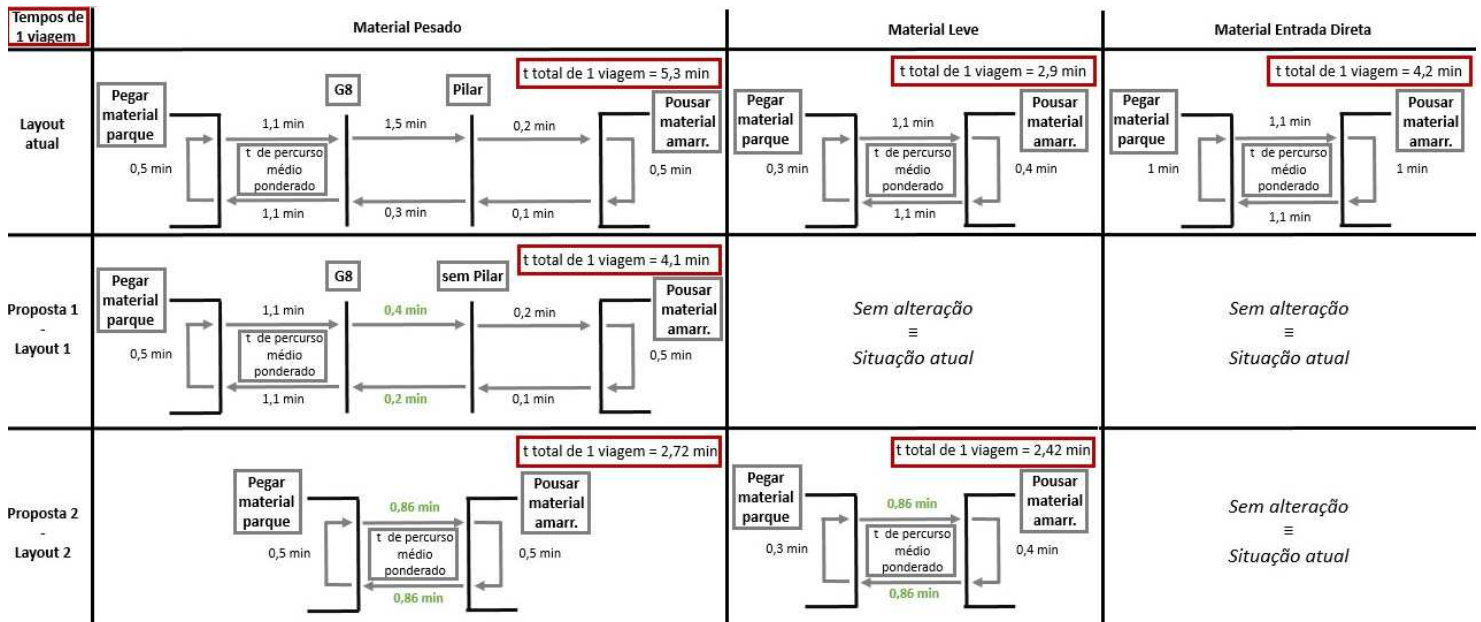 Tempos de
1 viagem
Material Pesado
Material Leve
Material Entrada Direta
Layout
atual
t total de 1 viagem = 5,3 min
Pegar
material
parque
G8
Pilar
Pousar
material
amarr.
1,1 min
1,5 min
0,2 min
0,5 min
t de percurso
médio
ponderado
0,5 min
1,1 min
0,3 min
0,1 min
t total de 1 viagem = 2,9 min
Pegar
material
parque
Pousar
material
amarr.
1,1 min
0,3 min
t de percurso
médio
ponderado
0,4 min
1,1 min
t total de 1 viagem = 4,2 min
Pegar
material
parque
Pousar
material
amarr.
1,1 min
1 min
t de percurso
médio
ponderado
1 min
1,1 min
Proposta 1
-
Layout 1
t total de 1 viagem = 4,1 min
Pegar
material
parque
G8
sem Pilar
Pousar
material
amarr.
1,1 min
0,4 min
0,2 min
0,5 min
t de percurso
médio
ponderado
0,5 min
1,1 min
0,2 min
0,1 min
Sem alteração
≡
Situação atual
Sem alteração
≡
Situação atual
Proposta 2
-
Layout 2
t total de 1 viagem = 2,72 min
Pegar
material
parque
Pousar
material
amarr.
0,86 min
0,5 min
t de percurso
médio
ponderado
0,5 min
0,86 min
t total de 1 viagem = 2,42 min
Pegar
material
parque
Pousar
material
amarr.
0,86 min
0,3 min
t de percurso
médio
ponderado
0,4 min
0,86 min
Sem alteração
≡
Situação atual